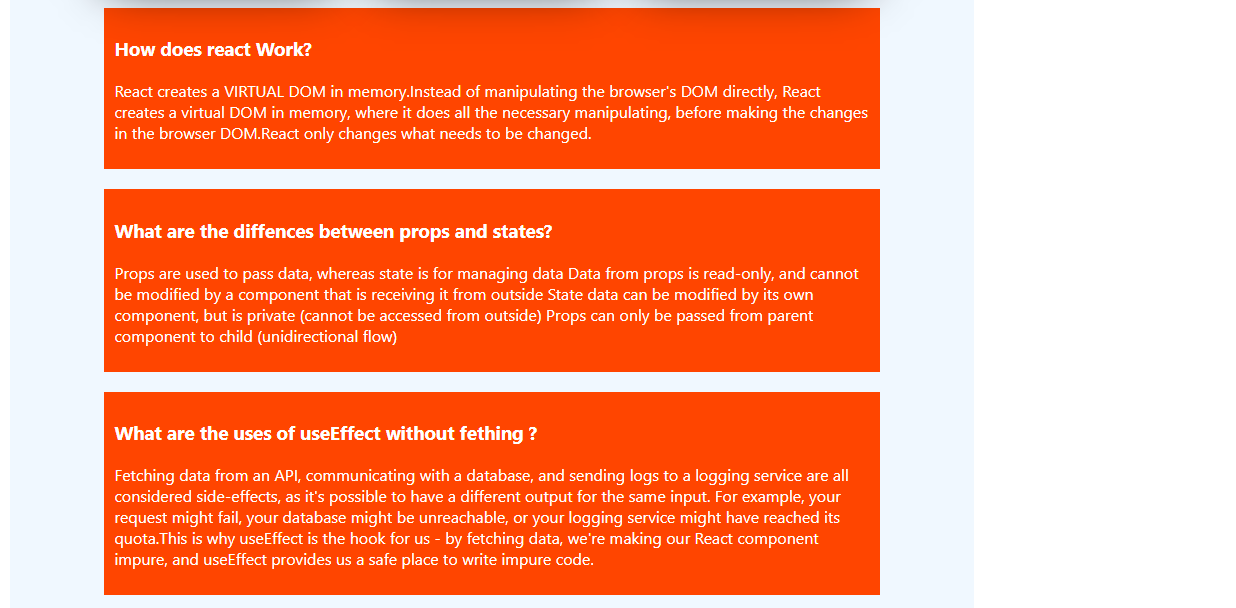 How does react Work?
React creates a VIRTUAL DOM in memory.Instead of manipulating the browser's DOM directly, React
creates a virtual DOM in memory, where it does all the necessary manipulating, before making the changes
in the browser DOM.React only changes what needs to be changed.
What are the diffences between props and states?
Props are used to pass data, whereas state is for managing data Data from props is read-only, and cannot
be modified by a component that is receiving it from outside State data can be modified by its own
component, but is private (cannot be accessed from outside) Props can only be passed from parent
component to child (unidirectional flow)
What are the uses of useEffect without fething ?
Fetching data from an API, communicating with a database, and sending logs to a logging service are all
considered side-effects, as it's possible to have a different output for the same input. For example, your
request might fail, your database might be unreachable, or your logging service might have reached its
quota.This is why useEffect is the hook for us - by fetching data, we're making our React component
impure, and useEffect provides us a safe place to write impure code.